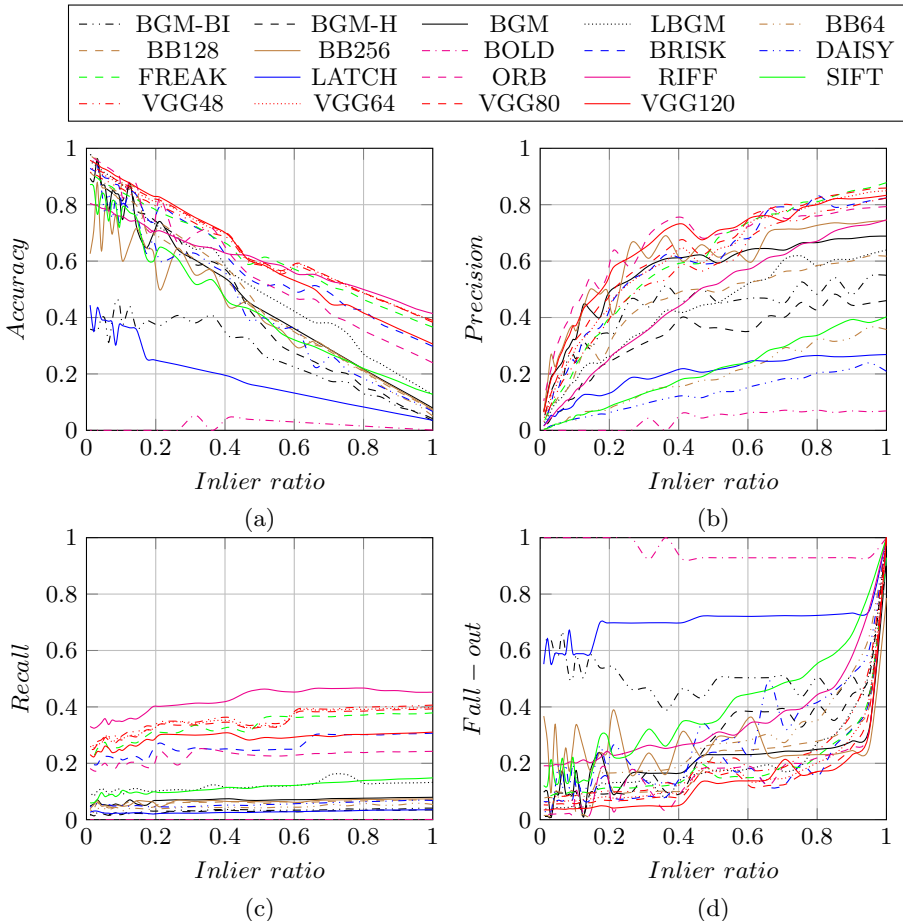 BGM-BI BGM-H BGM LBGM BB64
BB128 BB256 BOLD BRISK DAISY
FREAK LATCH ORB RIFF SIFT
VGG48 VGG64 VGG80 VGG120
1 1
0.8 0.8
0.6 0.6
0.4 0.4
0.2 0.2
0 0
Accuracy Precision
0 0.2 0.4 0.6 0.8 1 0 0.2 0.4 0.6 0.8 1
Inlier ratio Inlier ratio
(a) (b)
1 1
0.8 0.8
0.6 0.6
0.4 0.4
0.2 0.2
0 0
Recall Fall-out
0 0.2 0.4 0.6 0.8 1 0 0.2 0.4 0.6 0.8 1
Inlier ratio Inlier ratio
(c) (d)